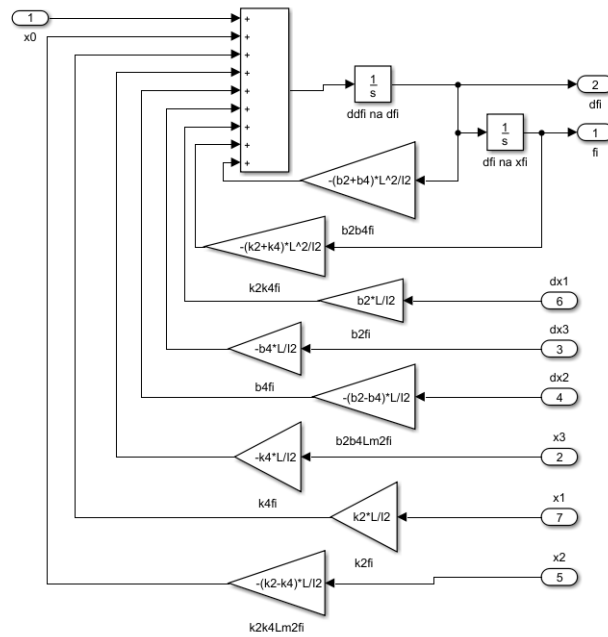 1
x0
+
+
+
+
+
+
+
+
+
1
s
ddfi na dfi
2
dfi
1
s
dfi na xfi
1
fi
-(b2+b4)*L^2/I2
b2b4fi
-(k2+k4)*L^2/I2
k2k4fi
dx1
b2*L/I2
6
b2fi
dx3
-b4*L/I2
3
b4fi
dx2
-(b2-b4)*L/I2
4
b2b4Lm2fi
x3
-k4*L/I2
2
k4fi
x1
k2*L/I2
7
k2fi
x2
-(k2-k4)*L/I2
5
k2k4Lm2fi